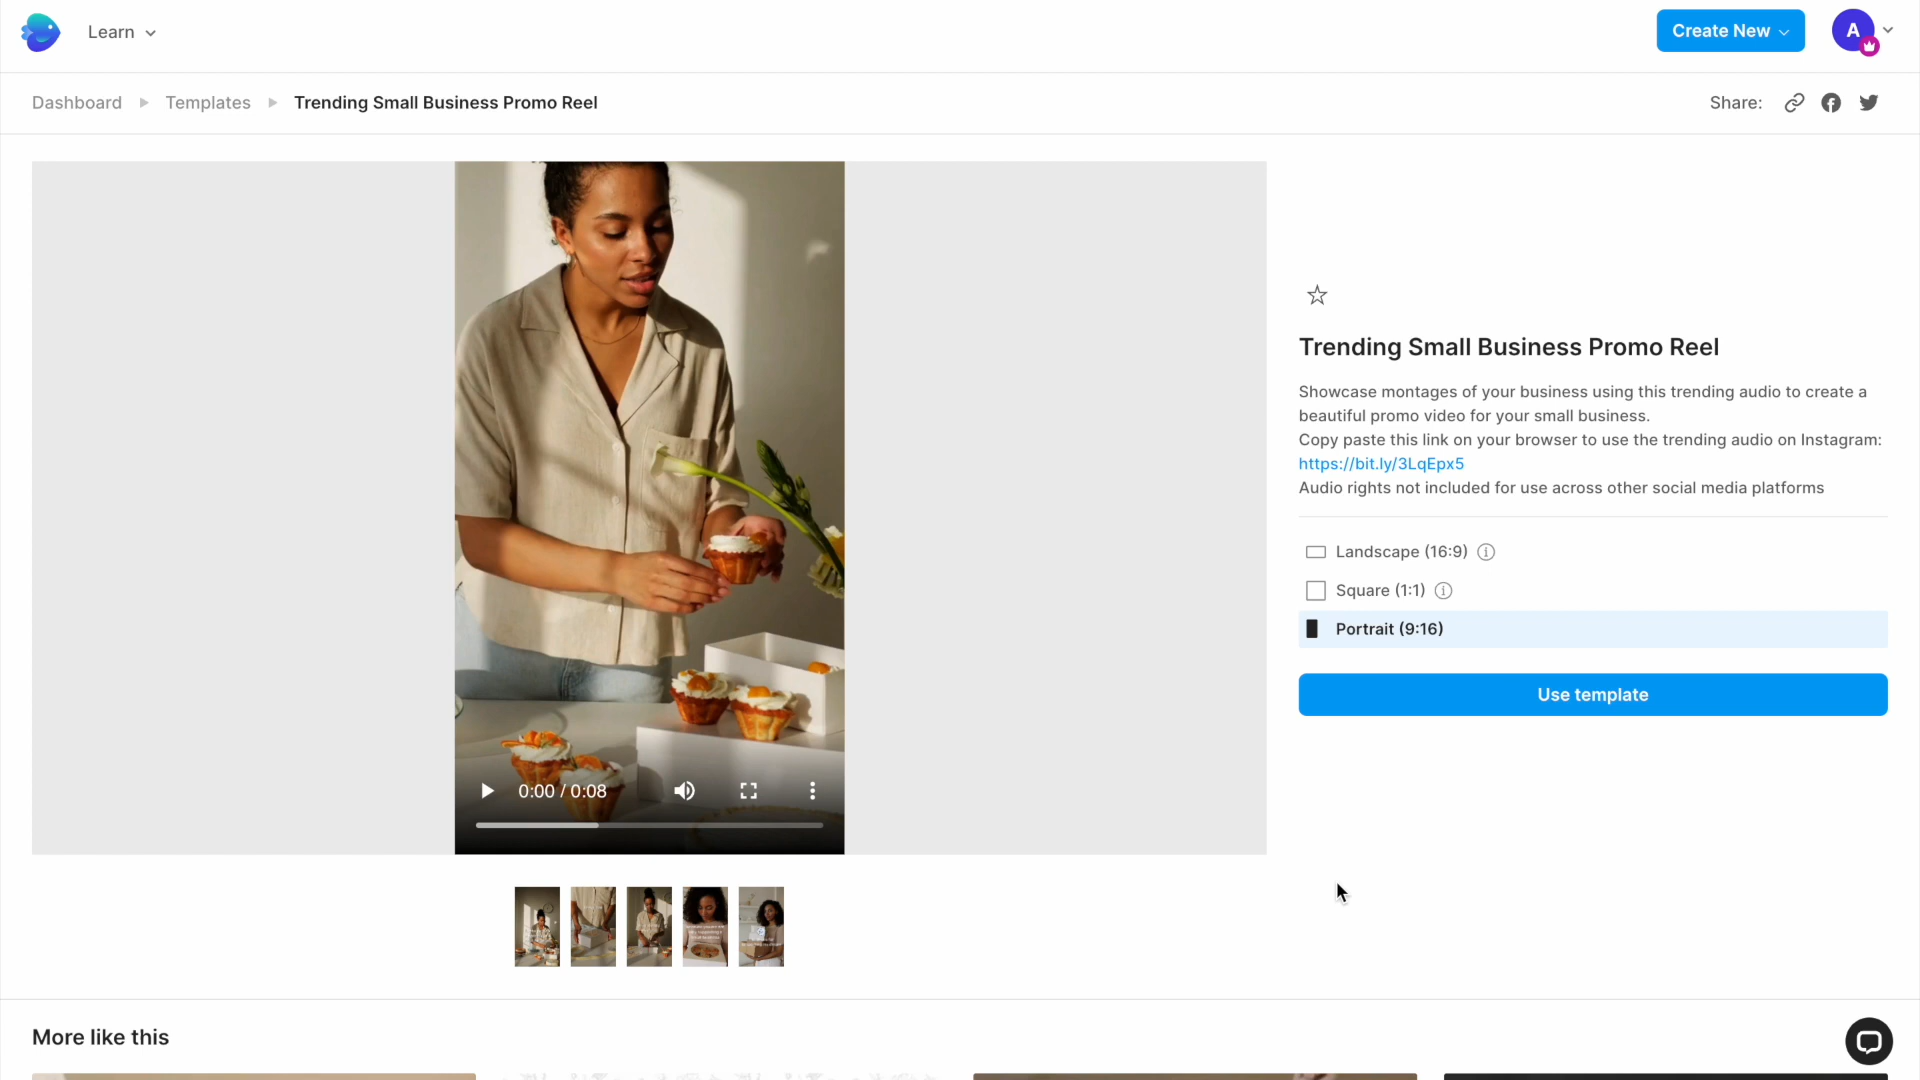 Learn
Create New
A
Dashboard
Templates
Trending Small Business Promo Reel
Share:
Trending Small Business Promo Reel
Showcase montages of your business using this trending audio to create a
beautiful promo video for your small business.
Copy paste this link on your browser to use the trending audio on Instagram:
https://bit.ly/3LqEpx5
Audio rights not included for use across other social media platforms
Landscape (16:9)
Square (1:1)
Portrait (9:16)
Use template
0:00 / 0:08
More like this